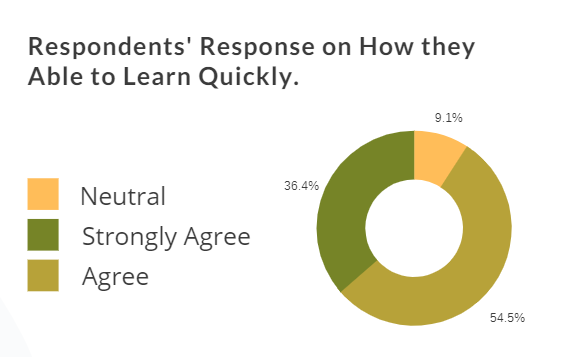 Respondents' Response on How they
Able to Learn Quickly.
9.1%
36.4%
Neutral
Strongly Agree
Agree
54.5%